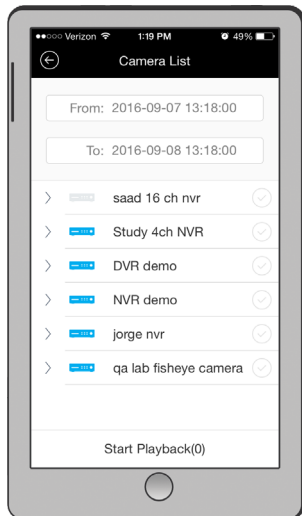 Verizon 1:19 PM 49%
Camera List
From: 2016-09-07 13:18:00
To: 2016-09-08 13:18:00
saad 16 ch nvr
Study 4ch NVR
DVR demo
NVR demo
jorge nvr
qa lab fisheye camera
Start Playback(0)